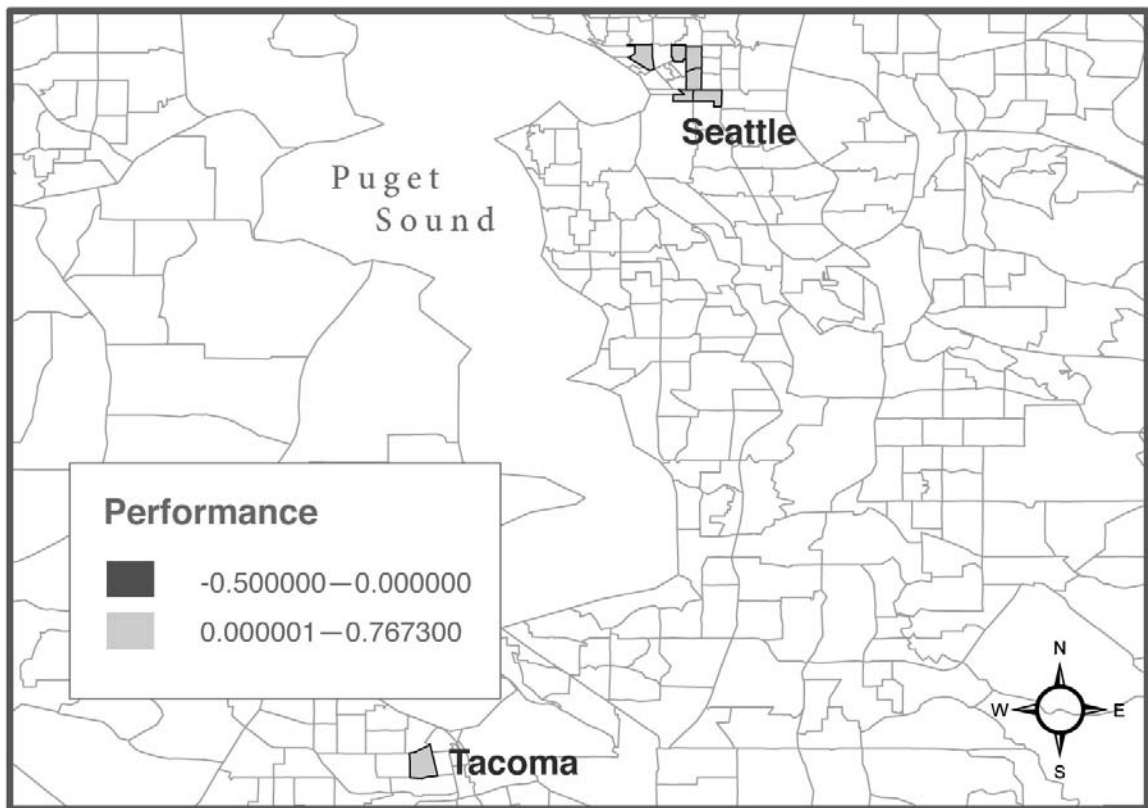 Seattle
Puget
Sound
Performance
-0.500000—0.000000
0.000001—0.767300
N
W
E
S
Tacoma